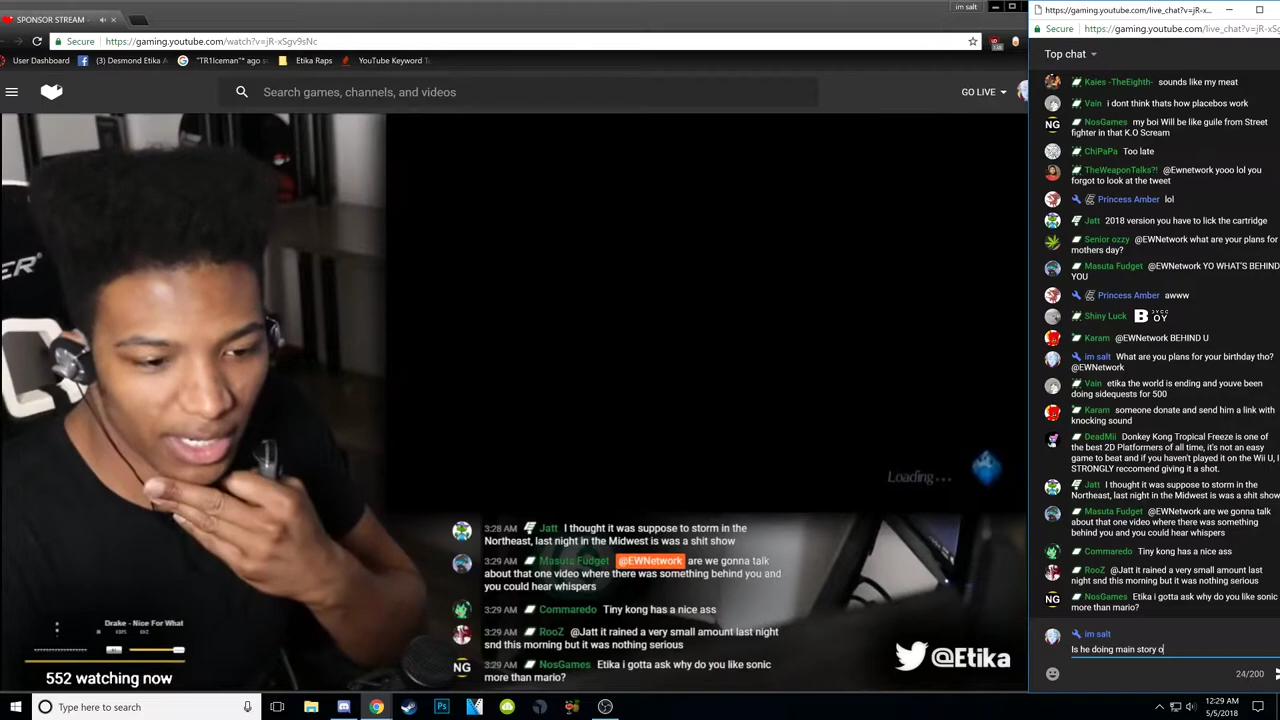 SPONSOR STREAM
im salt
Secure
https://gaming.youtube.com/watch?v=jR-xSgv9sNc
User Dashboard
(3) Desmond Etika A
"TR1Iceman"* ago s
Etika Raps
YouTube Keyword T
Search games, channels, and videos
GO LIVE
Loading...
3:28 AM Jatt I thought it was suppose to storm in the
Northeast, last night in the Midwest is was a shit show
3:29 AM Masuta Fudget @EWNetwork are we gonna talk
about that one video where there was something behind you and
you could hear whispers
3:29 AM Commaredo Tiny kong has a nice ass
3:29 AM RooZ @Jatt it rained a very small amount last night
snd this morning but it was nothing serious
3:29 AM NosGames Etika i gotta ask why do you like sonic
more than mario?
NG
Drake - Nice For What
552 watching now
@Etika
https://gaming.youtube.com/live_chat?v=jR-x...
Secure
https://gaming.youtube.com/live_chat?v=jR-xSg
Top chat
Kaies -TheEighth- sounds like my meat
Vain i dont think thats how placebos work
NG
NosGames my boi Will be like guile from Street
fighter in that K.O Scream
ChiPaPa Too late
TheWeaponTalks?! @Ewnetwork yooo lol you
forgot to look at the tweet
Princess Amber lol
Jatt 2018 version you have to lick the cartridge
Senior ozzy @EWNetwork what are your plans for
mothers day?
Masuta Fudget @EWNetwork YO WHAT'S BEHIND
YOU
Princess Amber awww
Shiny Luck B OY
Karam @EWNetwork BEHIND U
im salt What are you plans for your birthday tho?
@EWNetwork
Vain etika the world is ending and youve been
doing sidequests for 500
Karam someone donate and send him a link with
knocking sound
DeadMii Donkey Kong Tropical Freeze is one of
the best 2D Platformers of all time, it's not an easy
game to beat and if you haven't played it on the Wii U, I
STRONGLY reccomend giving it a shot.
Jatt I thought it was suppose to storm in the
Northeast, last night in the Midwest is was a shit show
Masuta Fudget @EWNetwork are we gonna talk
about that one video where there was something
behind you and you could hear whispers
Commaredo Tiny kong has a nice ass
RooZ @Jatt it rained a very small amount last
night snd this morning but it was nothing serious
NG
NosGames Etika i gotta ask why do you like sonic
more than mario?
im salt
Is he doing main story o
24/200
Type here to search
12:29 AM
5/5/2018